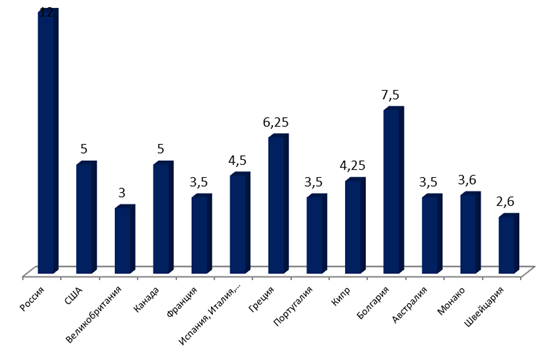 12
5
3
5
3,5
4,5
6,25
3,5
4,25
7,5
3,5
3,6
2,6
Россия
США
Великобритания
Канада
Франция
Испания, Италия,...
Греция
Португалия
Кипр
Болгария
Австралия
Монако
Швейцария